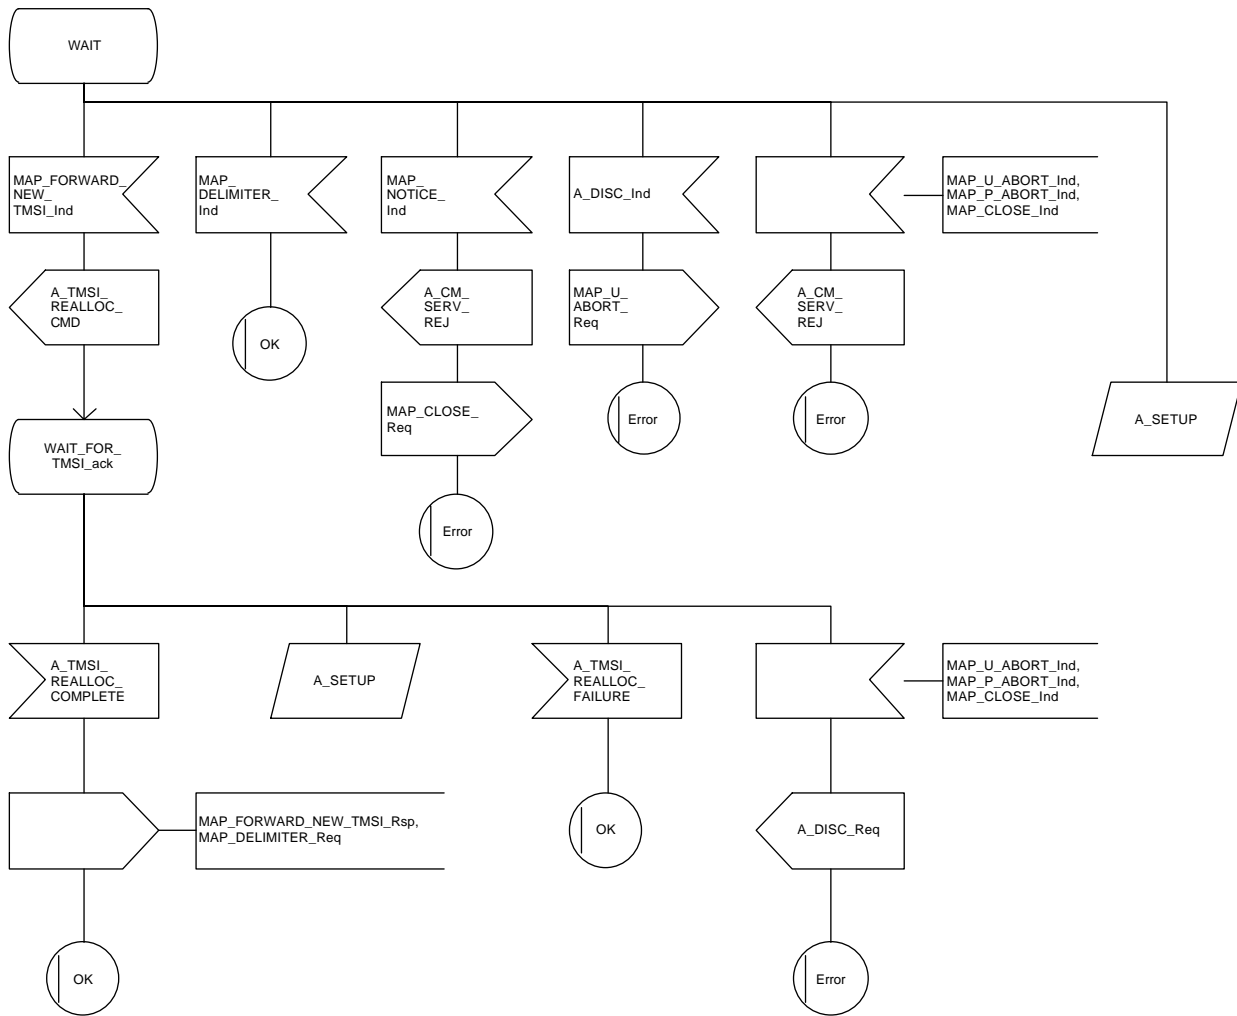 WAIT
MAP_FORWARD_
NEW_
TMSI_Ind
MAP_
DELIMITER_
Ind
MAP_
NOTICE_
Ind
A_DISC_Ind
MAP_U_ABORT_Ind,
MAP_P_ABORT_Ind,
MAP_CLOSE_Ind
A_TMSI_
REALLOC_
CMD
OK
A_CM_
SERV_
REJ
MAP_U_
ABORT_
Req
A_CM_
SERV_
REJ
MAP_CLOSE_
Req
Error
Error
A_SETUP
WAIT_FOR_
TMSI_ack
Error
A_TMSI_
REALLOC_
COMPLETE
A_SETUP
A_TMSI_
REALLOC_
FAILURE
MAP_U_ABORT_Ind,
MAP_P_ABORT_Ind,
MAP_CLOSE_Ind
MAP_FORWARD_NEW_TMSI_Rsp,
MAP_DELIMITER_Req
OK
A_DISC_Req
OK
Error